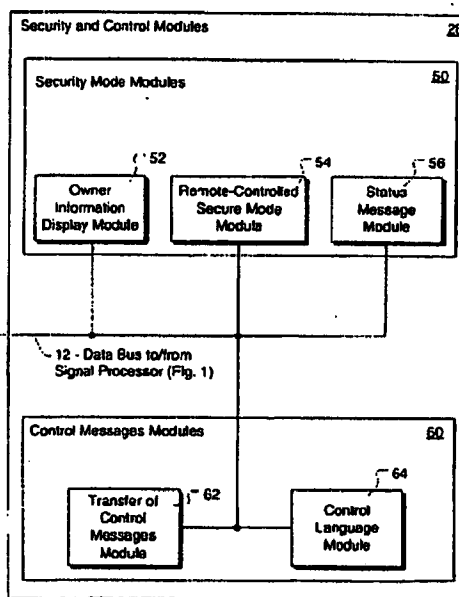 Security and Control Modules
Security Mode Modules
50
52
54
56
Owner
Information
Display Module
Remote-Controlled
Secure Mode
Module
Status
Message
Module
12 - Data Bus to/from
Signal Processor (Fig. 1)
Control Messages Modules
60
62
64
Transfer of
Control
Messages
Module
Control
Language
Module